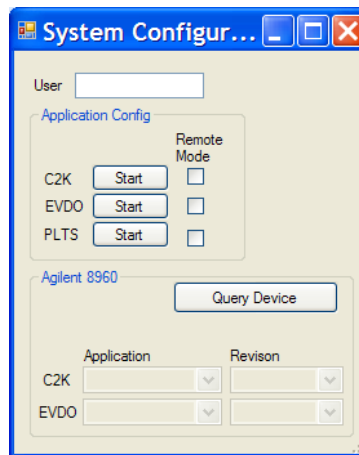 System Configur...
User
Application Config
Remote
Mode
C2K Start
EVDO Start
PLTS Start
Agilent 8960
Query Device
Application Revison
C2K
EVDO